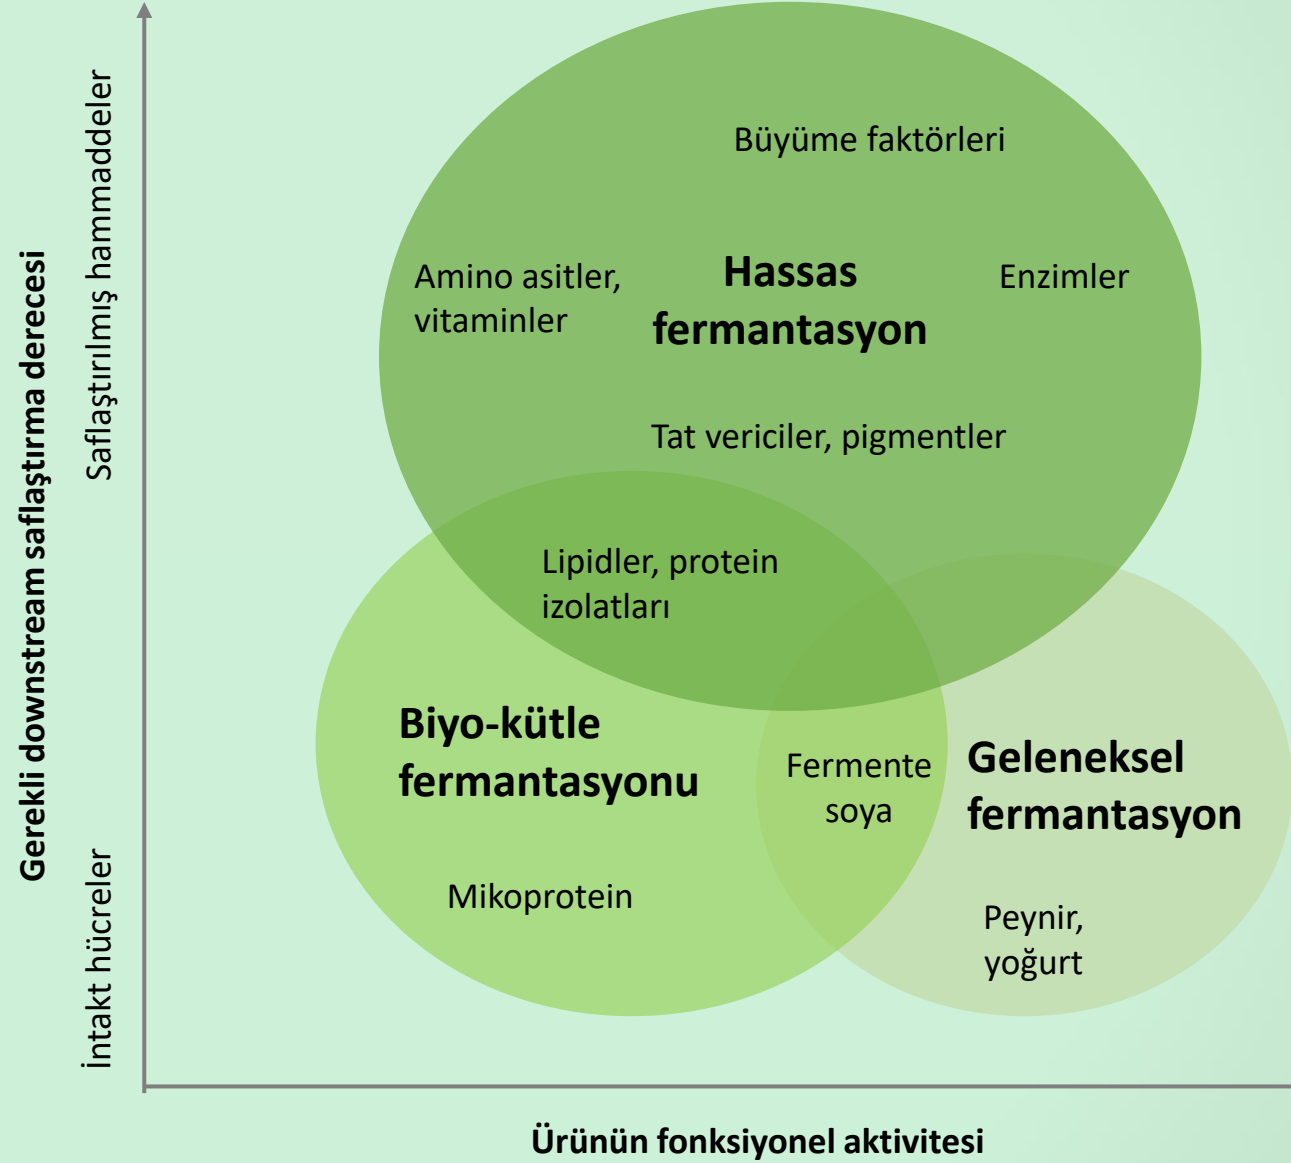 Gerekli downstream saflaştırma derecesi
Saflaştırılmış hammaddeler
İntakt hücreler
Büyüme faktörleri
Amino asitler,
vitaminler
Hassas
fermantasyon
Enzimler
Tat vericiler, pigmentler
Lipidler, protein
izolatları
Biyo-kütle
fermantasyonu
Fermente
soya
Geleneksel
fermantasyon
Mikoprotein
Peynir,
yoğurt
Ürünün fonksiyonel aktivitesi